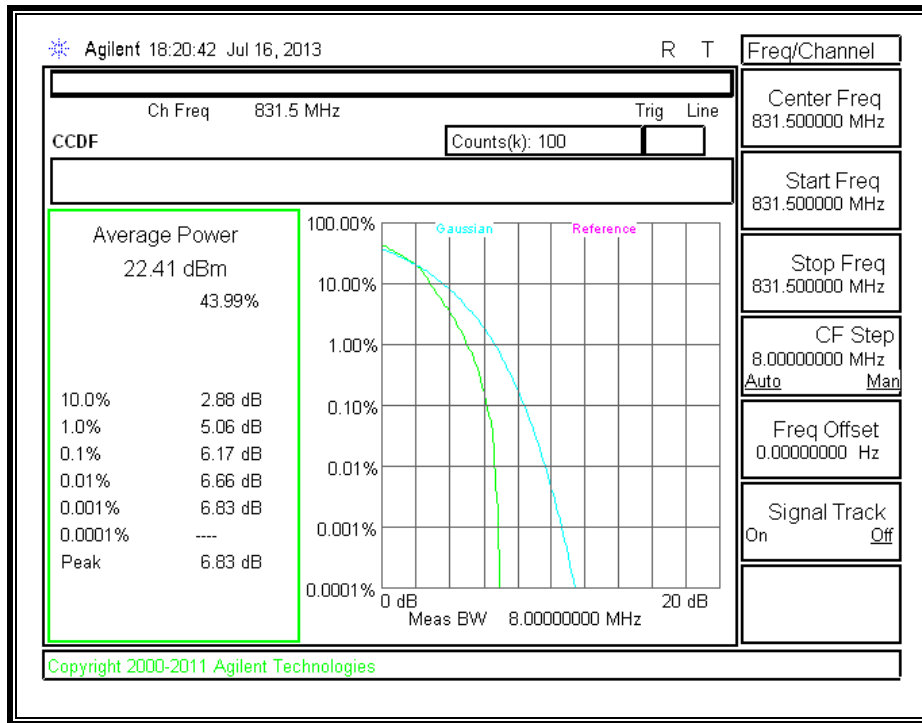 Agilent 18:20:42 Jul 16, 2013 R T
Freq/Channel
Ch Freq 831.5 MHz Trig Line
CCDF Counts(k): 100
Average Power
22.41 dBm
43.99%
10.0% 2.88 dB
1.0% 5.06 dB
0.1% 6.17 dB
0.01% 6.66 dB
0.001% 6.83 dB
0.0001% ----
Peak 6.83 dB
Gaussian Reference
100.00%
10.00%
1.00%
0.10%
0.01%
0.001%
0.0001%
0 dB 20 dB
Meas BW 8.00000000 MHz
Center Freq
831.500000 MHz
Start Freq
831.500000 MHz
Stop Freq
831.500000 MHz
CF Step
8.00000000 MHz
Auto Man
Freq Offset
0.00000000 Hz
Signal Track
On Off
Copyright 2000-2011 Agilent Technologies